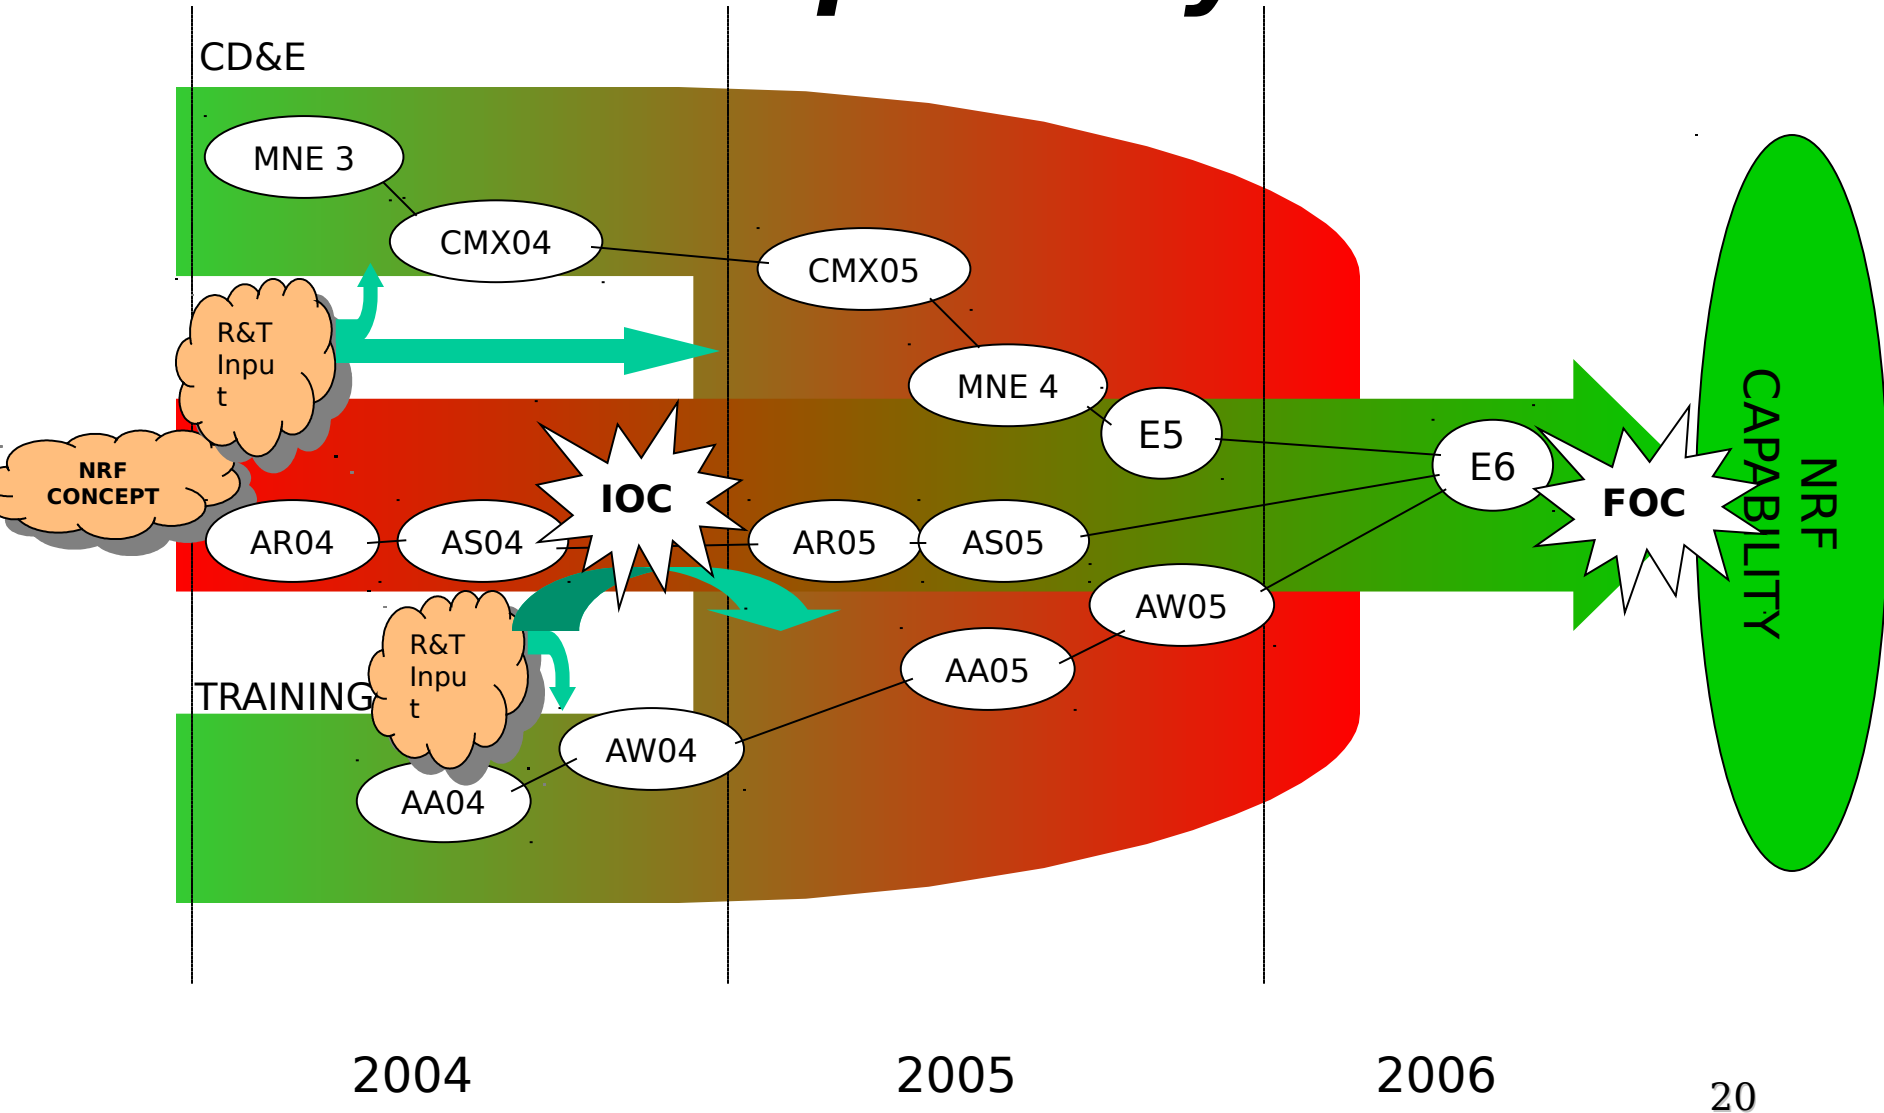 CD&E
MNE 3
CMX04
CMX05
R&T
Inpu
t
MNE 4
E5
E6
NRF
CONCEPT
IOC
FOC
NRF
CAPABILITY
AR04
AS04
AR05
AS05
AW05
R&T
Inpu
t
AA05
TRAINING
AW04
AA04
2004
2005
2006
20